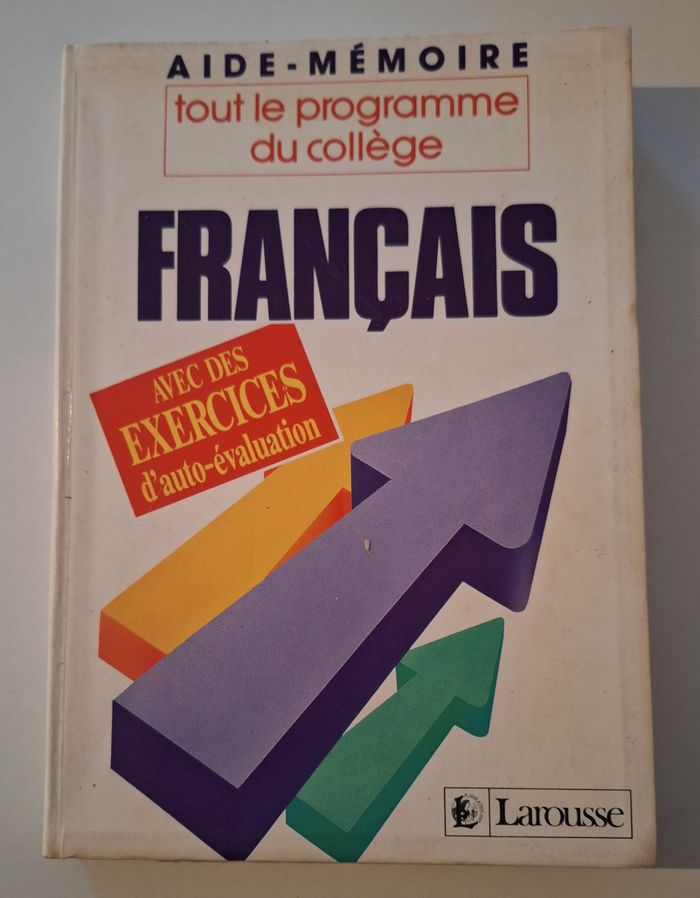 AIDE-MÉMOIRE
tout le programme
du collège
FRANÇAIS
AVEC DES
EXERCICES
d'auto-évaluation
Larousse